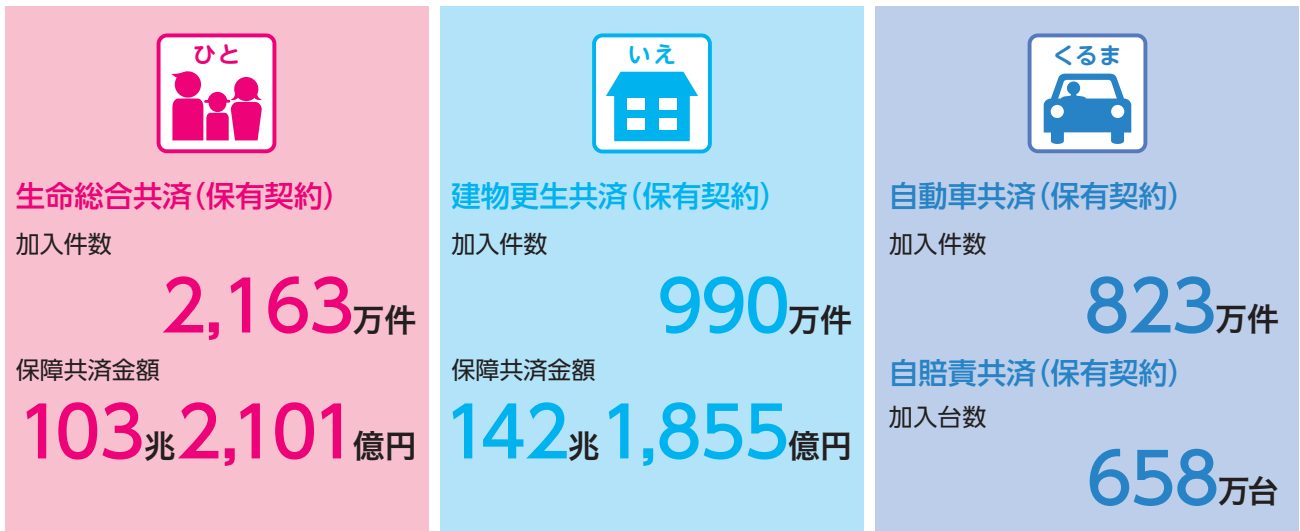 ひと
生命総合共済(保有契約)
加入件数
2,163万件
保障共済金額
103兆2,101億円
いえ
建物更生共済(保有契約)
加入件数
990万件
保障共済金額
142兆1,855億円
くるま
自動車共済(保有契約)
加入件数
823万件
自賠責共済(保有契約)
加入台数
658万台